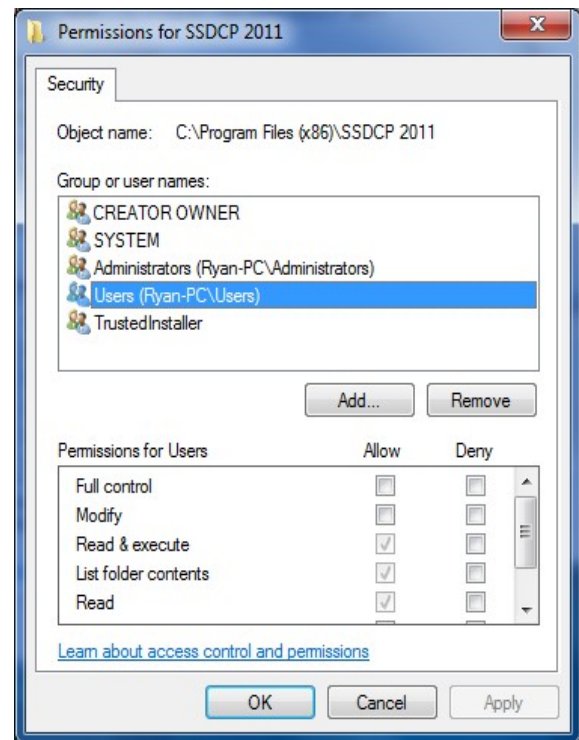 Permissions for SSDCP 2011
Security
Object name: C:\Program Files (x86)\SSDCP 2011
Group or user names:
CREATOR OWNER
SYSTEM
Administrators (Ryan-PC\Administrators)
Users (Ryan-PC\Users)
TrustedInstaller
Add... Remove
Permissions for Users Allow Deny
Full control
Modify
Read & execute
List folder contents
Read
Learn about access control and permissions
OK Cancel Apply